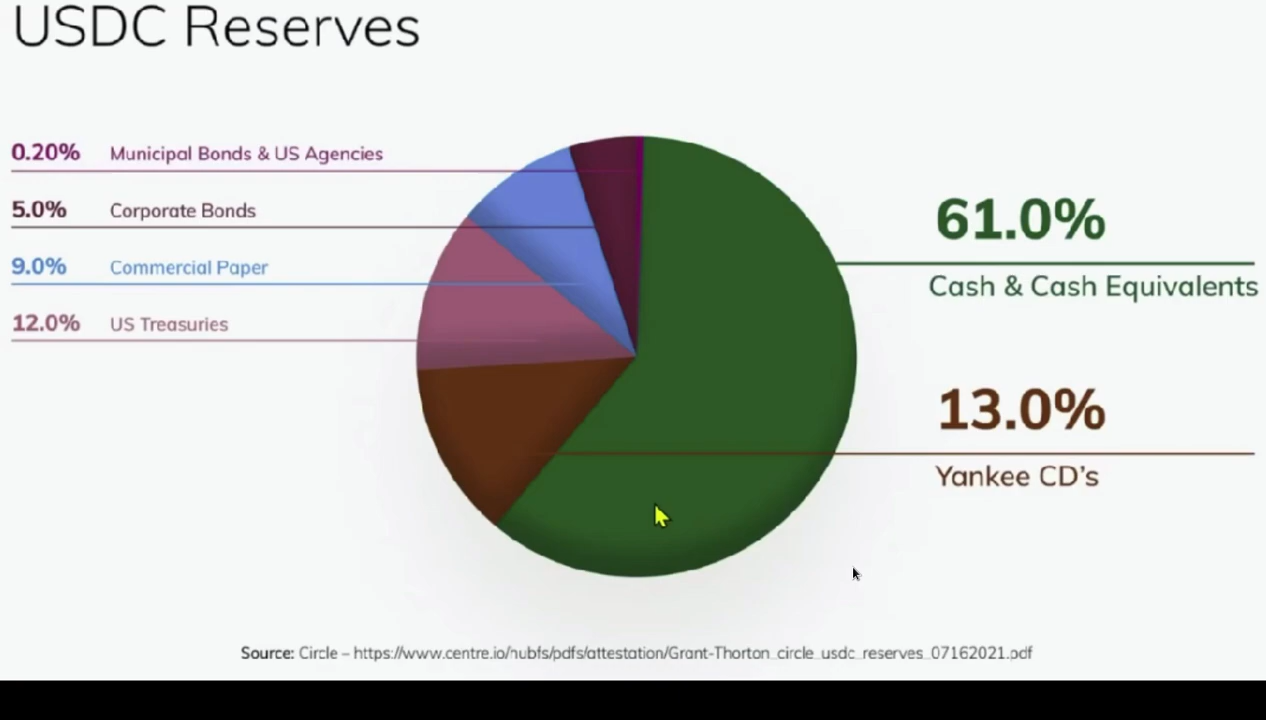 USDC Reserves
0.20% Municipal Bonds & US Agencies
5.0% Corporate Bonds
9.0% Commercial Paper
12.0% US Treasuries
61.0%
Cash & Cash Equivalents
13.0%
Yankee CD’s
Source: Circle – https://www.centre.io/hubfs/pdfs/attestation/Grant-Thorton_circle_usdc_reserves_07162021.pdf